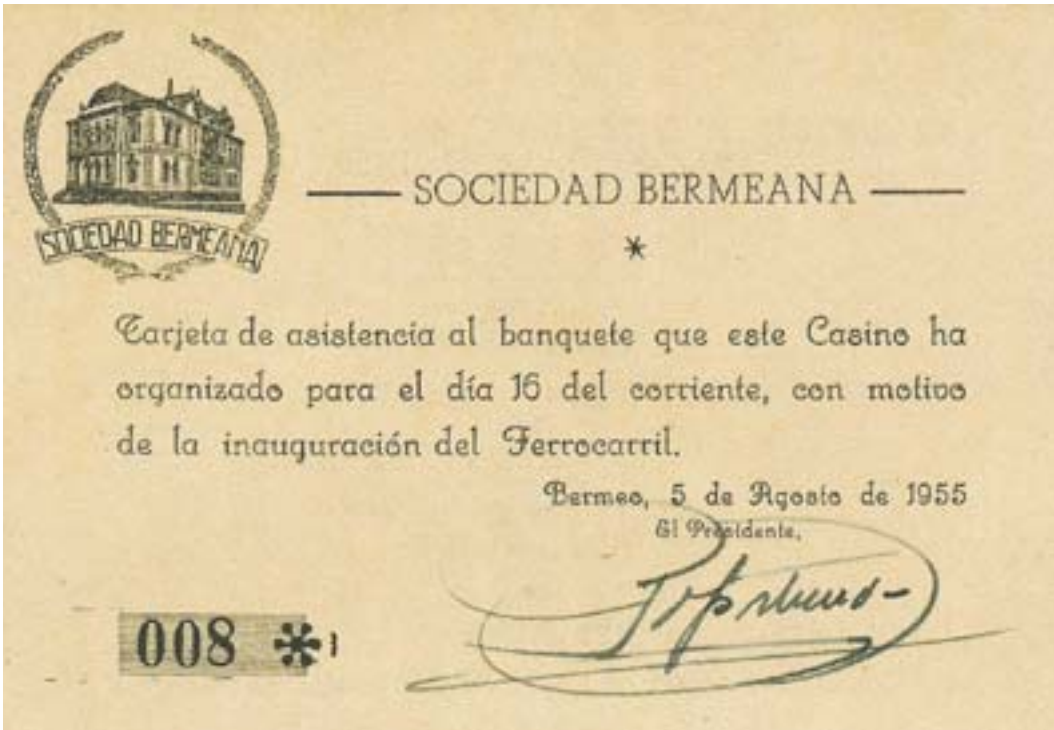 SOCIEDAD BERMEANA
SOCIEDAD BERMEANA
*
Tarjeta de asistencia al banquete que este Casino ha
organizado para el día 16 del corriente, con motivo
de la inauguración del Ferrocarril.
Bermeo, 5 de Agosto de 1955
El Presidente,
008 *